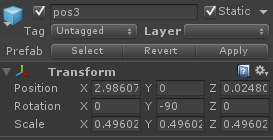 pos3 Static
Tag Untagged Layer
Prefab Select Revert Apply
Transform
Position X 2.98607 Y 0 Z 0.02480
Rotation X 0 Y -90 Z 0
Scale X 0.49602 Y 0.49602 Z 0.49602